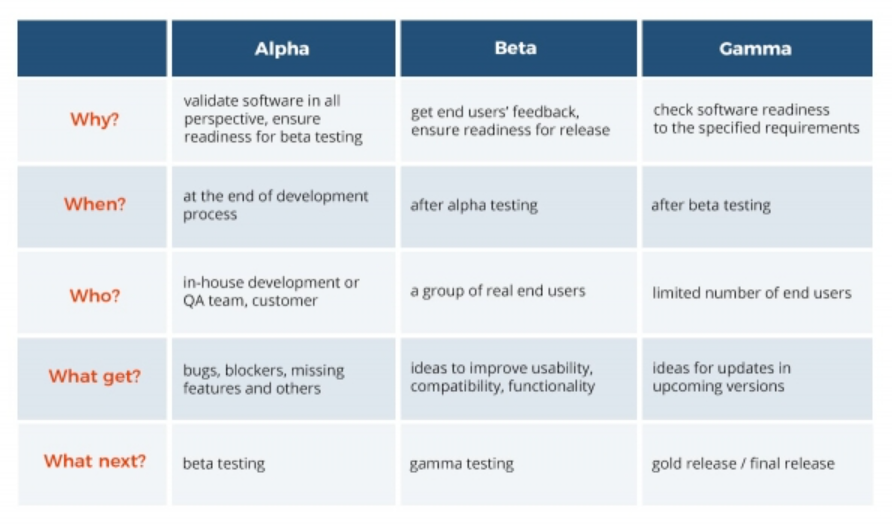 Alpha
Beta
Gamma
Why?
validate software in all
perspective, ensure
readiness for beta testing
get end users' feedback,
ensure readiness for release
check software readiness
to the specified requirements
When?
at the end of development
process
after alpha testing
after beta testing
Who?
in-house development or
QA team, customer
a group of real end users
limited number of end users
What get?
bugs, blockers, missing
features and others
ideas to improve usability,
compatibility, functionality
ideas for updates in
upcoming versions
What next?
beta testing
gamma testing
gold release / final release